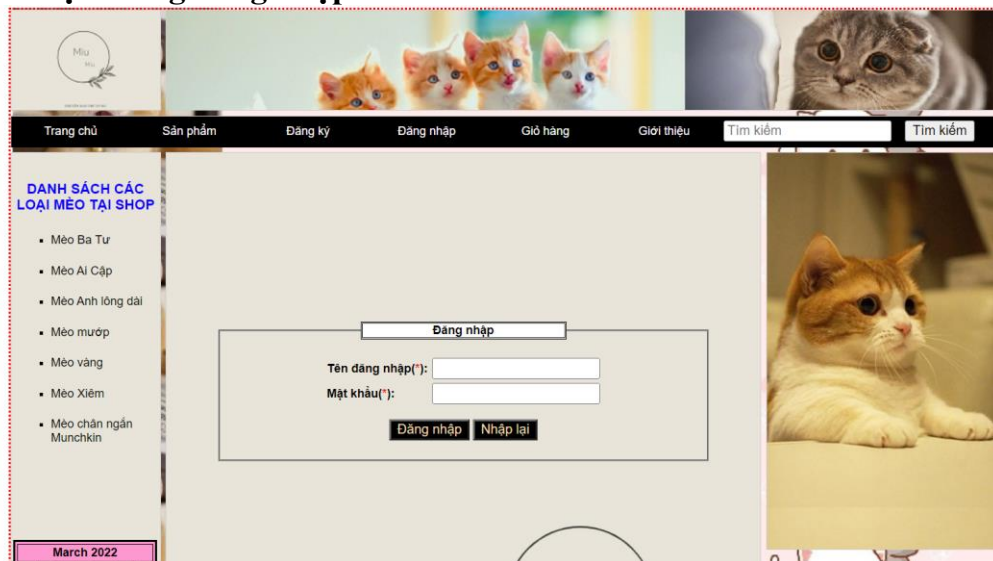 Miu
Miu
Trang chủ Sản phẩm Đăng ký Đăng nhập Giỏ hàng Giới thiệu Tìm kiếm Tìm kiếm
DANH SÁCH CÁC
LOẠI MÈO TẠI SHOP
Mèo Ba Tư
Mèo Ai Cập
Mèo Anh lông dài
Mèo mướp
Mèo vàng
Mèo Xiêm
Mèo chân ngắn
Munchkin
Đăng nhập
Tên đăng nhập(*):
Mật khẩu(*):
Đăng nhập Nhập lại
March 2022